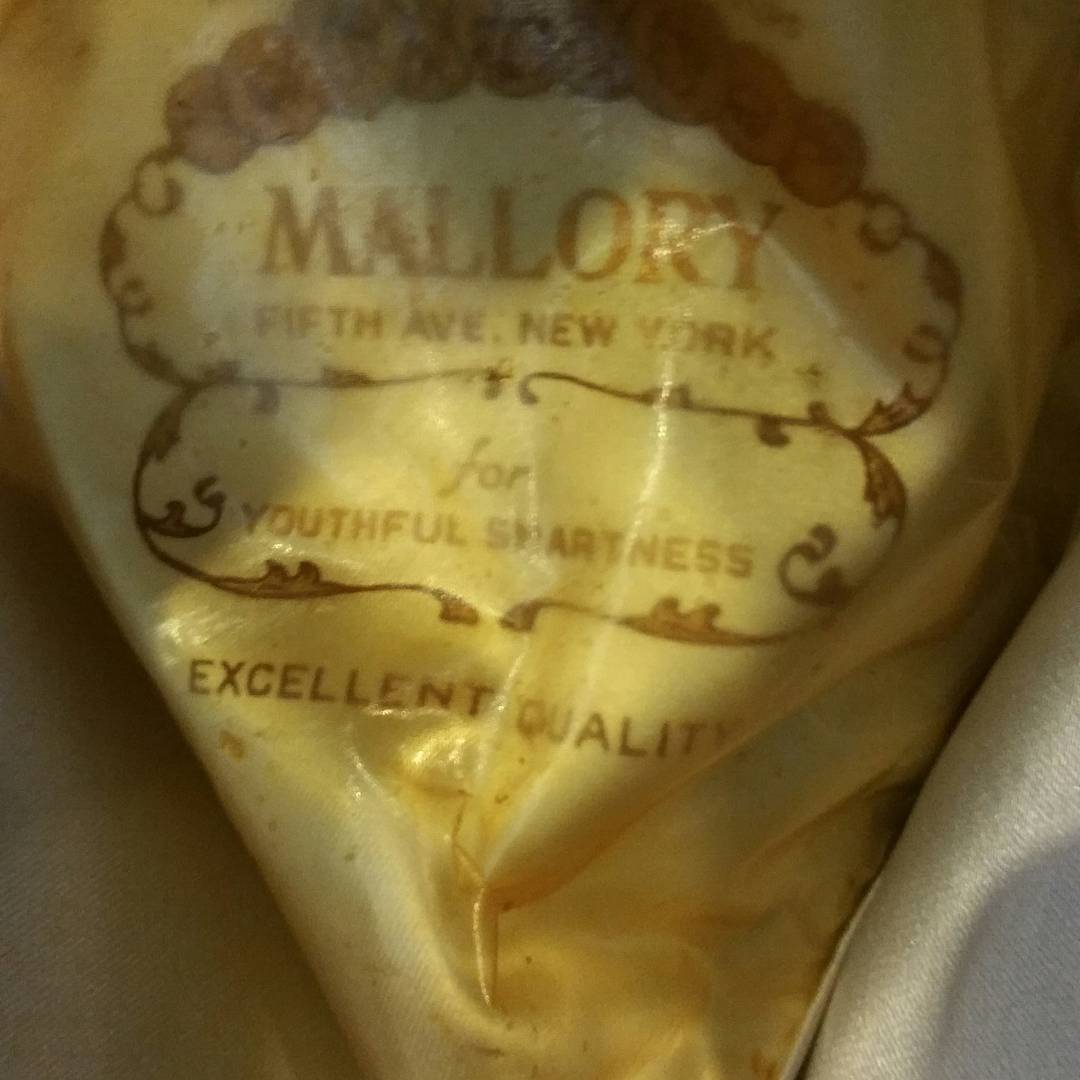 MALLORY
FIFTH AVE. NEW YORK
for
YOUTHFUL SMARTNESS
EXCELLENT QUALITY